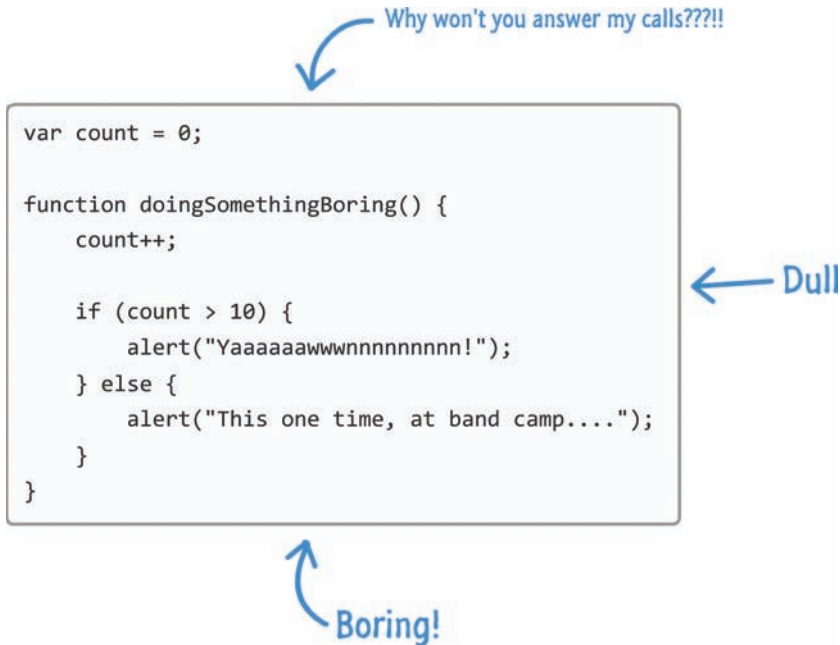 Why won't you answer my calls???!!
var count = 0;
function doingSomethingBoring() {
    count++;
    if (count > 10) {
        alert("Yaaaaaawwwnnnnnnnnn!");
    } else {
        alert("This one time, at band camp....");
    }
}
Dull
Boring!